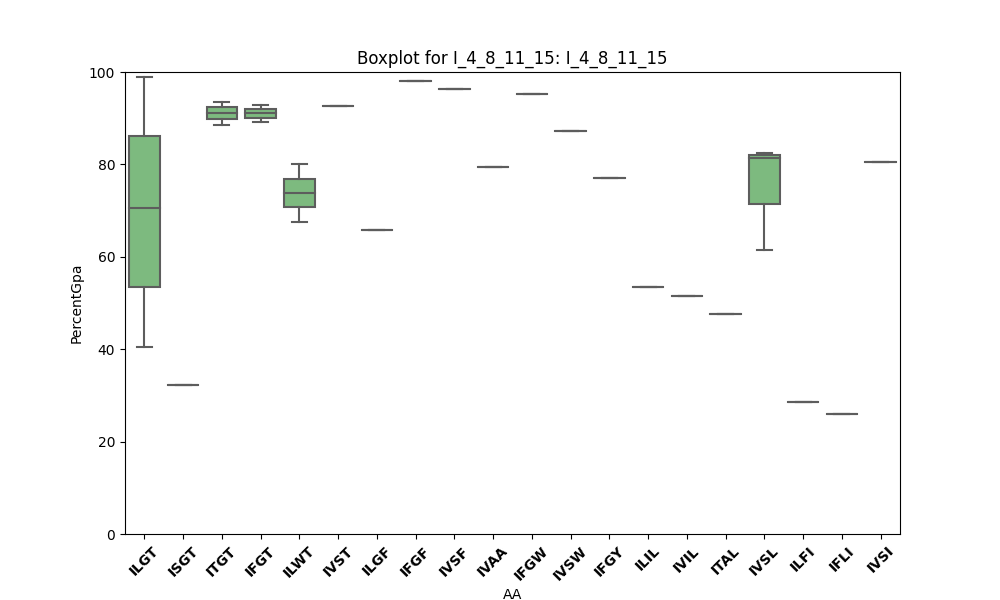 Boxplot for I_4_8_11_15: I_4_8_11_15
100
80
60
40
20
0
PercentGpa
ILGT ISGT ITGT IFGT ILWT IVST ILGF IFGF IVSF IVAA IFGW IVSW IFGY ILIL IVIL ITAL IVSL ILFI IFLI IVSI
AA